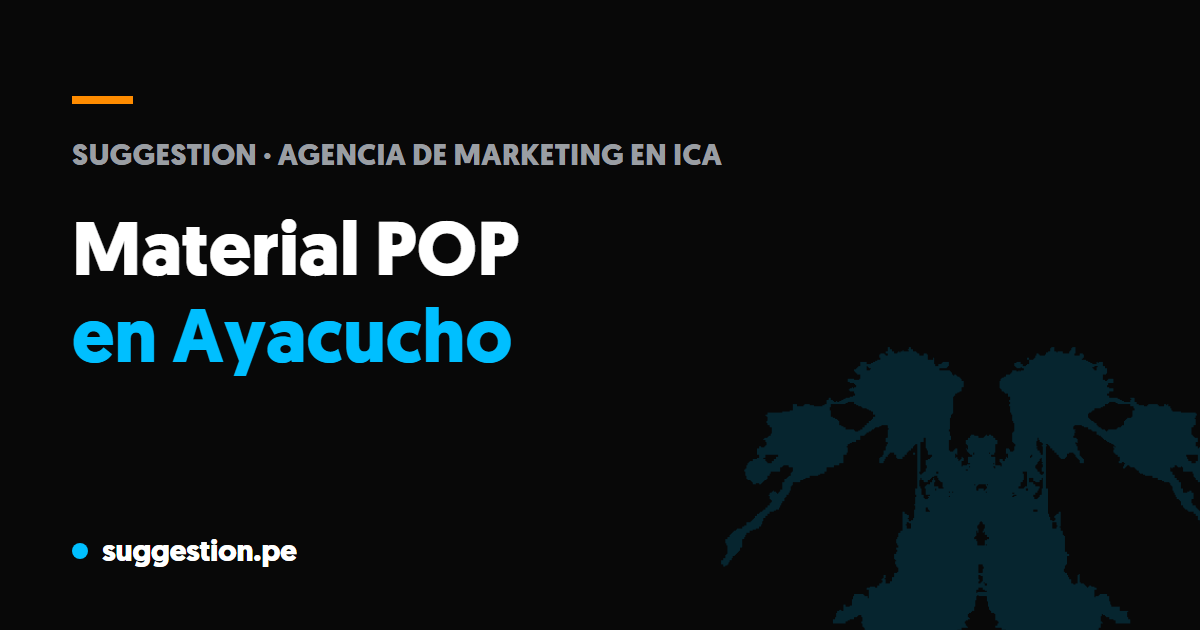 SUGGESTION · AGENCIA DE MARKETING EN ICA
Material POP
en Ayacucho
suggestion.pe